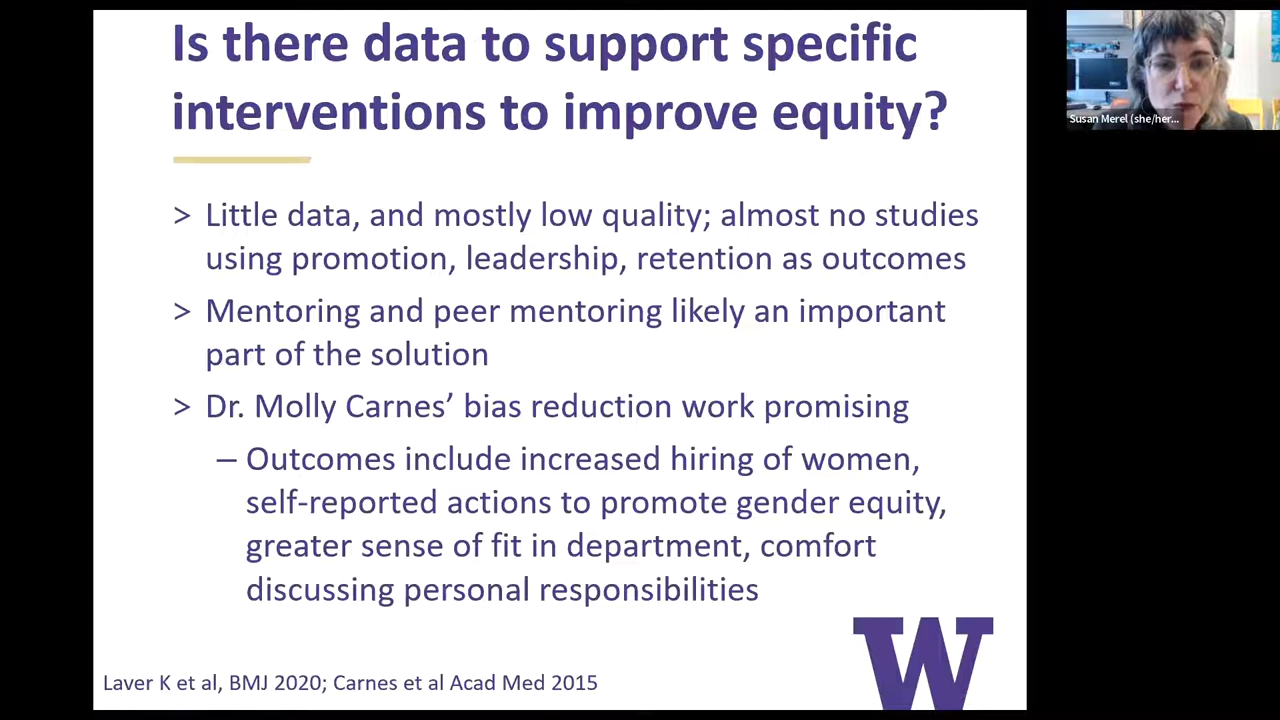 Is there data to support specific
interventions to improve equity?
> Little data, and mostly low quality; almost no studies
using promotion, leadership, retention as outcomes
> Mentoring and peer mentoring likely an important
part of the solution
> Dr. Molly Carnes’ bias reduction work promising
– Outcomes include increased hiring of women,
self-reported actions to promote gender equity,
greater sense of fit in department, comfort
discussing personal responsibilities
W
Laver K et al, BMJ 2020; Carnes et al Acad Med 2015
Susan Merel (she/her...